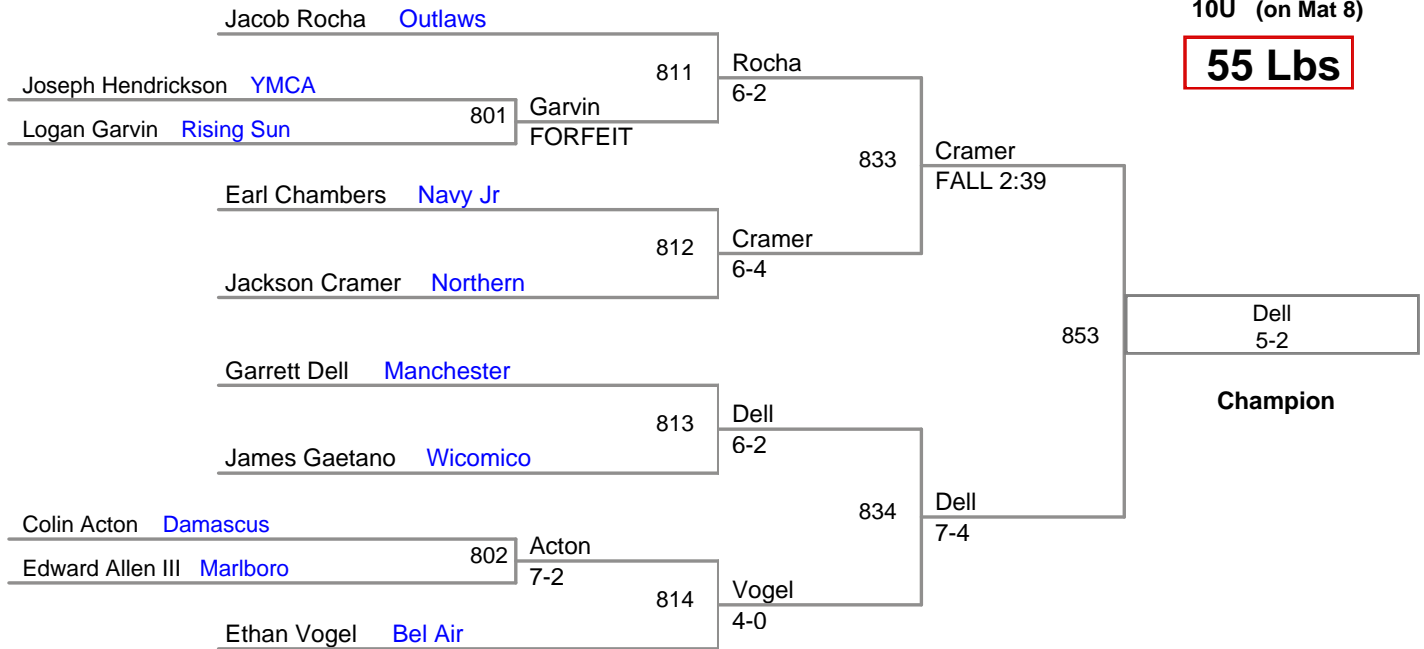 10U (on Mat 8)
55 Lbs
Jacob Rocha Outlaws
811
Rocha
6-2
Joseph Hendrickson YMCA
801
Garvin
FORFEIT
Logan Garvin Rising Sun
833
Cramer
FALL 2:39
Earl Chambers Navy Jr
812
Cramer
6-4
Jackson Cramer Northern
853
Dell
5-2
Champion
Garrett Dell Manchester
813
Dell
6-2
James Gaetano Wicomico
834
Dell
7-4
Colin Acton Damascus
802
Acton
7-2
Edward Allen III Marlboro
814
Vogel
4-0
Ethan Vogel Bel Air